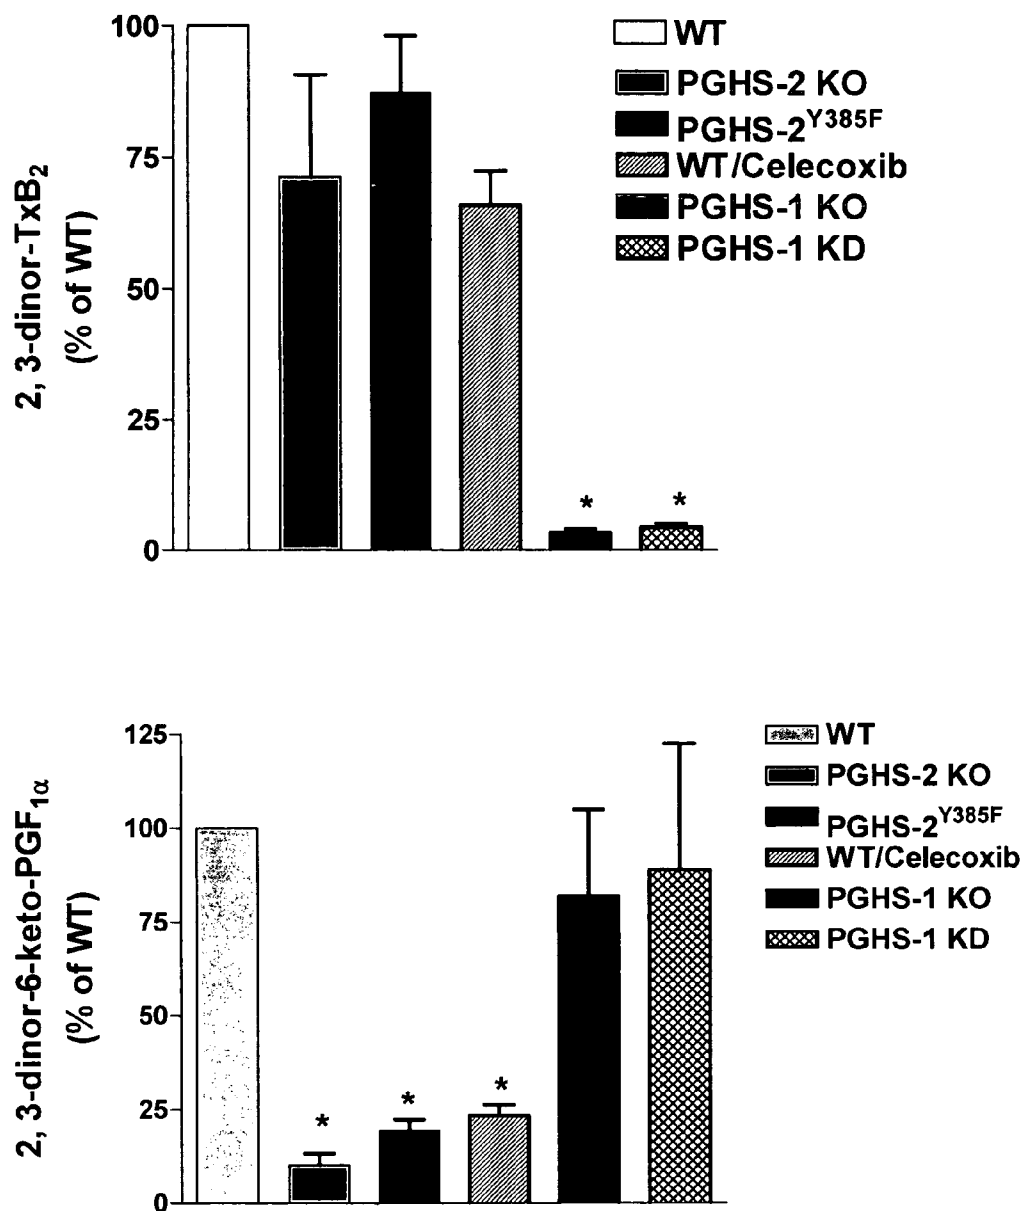 2, 3-dinor-TxB2
(% of WT)
100
75
50
25
0
* *
WT
PGHS-2 KO
PGHS-2Y385F
WT/Celecoxib
PGHS-1 KO
PGHS-1 KD
2, 3-dinor-6-keto-PGF1α
(% of WT)
125
100
75
50
25
0
* * *
WT
PGHS-2 KO
PGHS-2Y385F
WT/Celecoxib
PGHS-1 KO
PGHS-1 KD